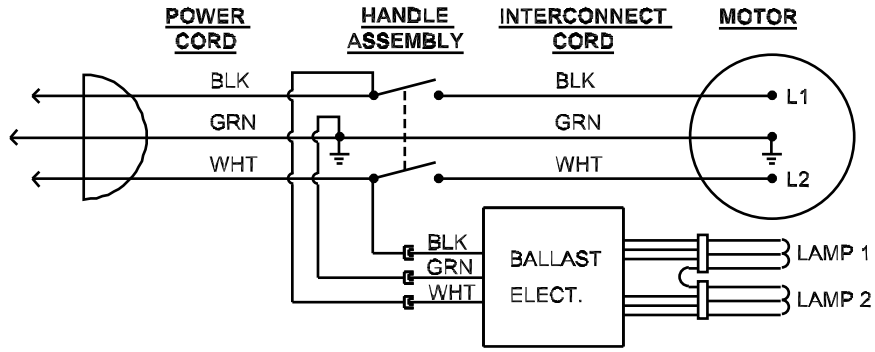 POWER CORD
HANDLE ASSEMBLY
INTERCONNECT CORD
MOTOR
BLK
BLK
L1
GRN
GRN
WHT
WHT
L2
BLK
GRN
WHT
BALLAST
ELECT.
LAMP 1
LAMP 2